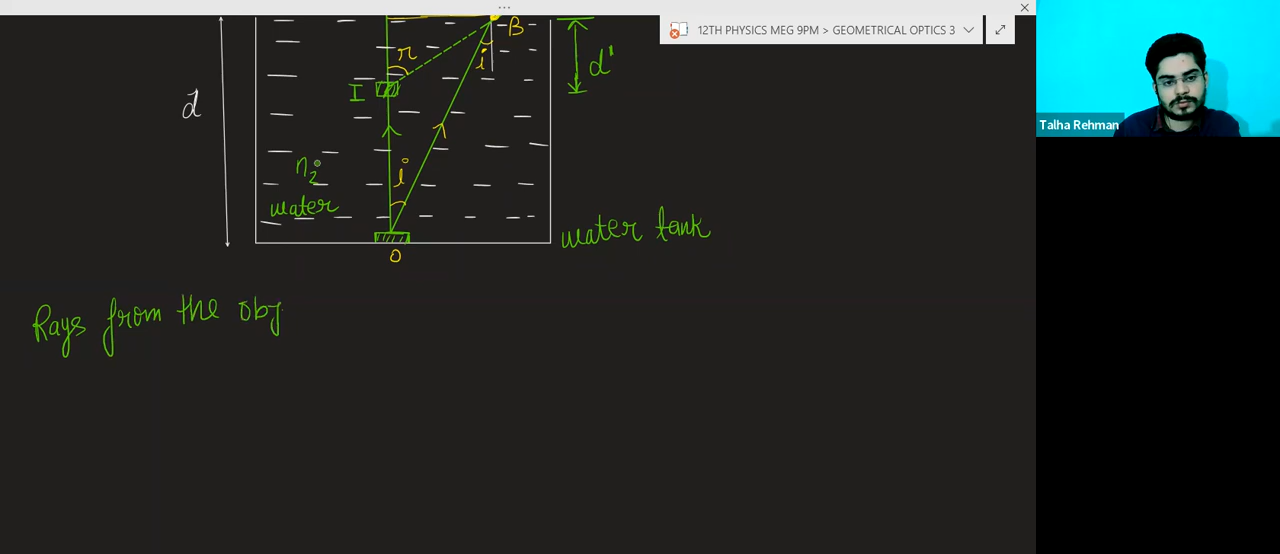 ...
12TH PHYSICS MEG 9PM > GEOMETRICAL OPTICS 3
B
r
i
d'
I
Talha Rehman
d
n2
i
water
water tank
O
Rays from the obj